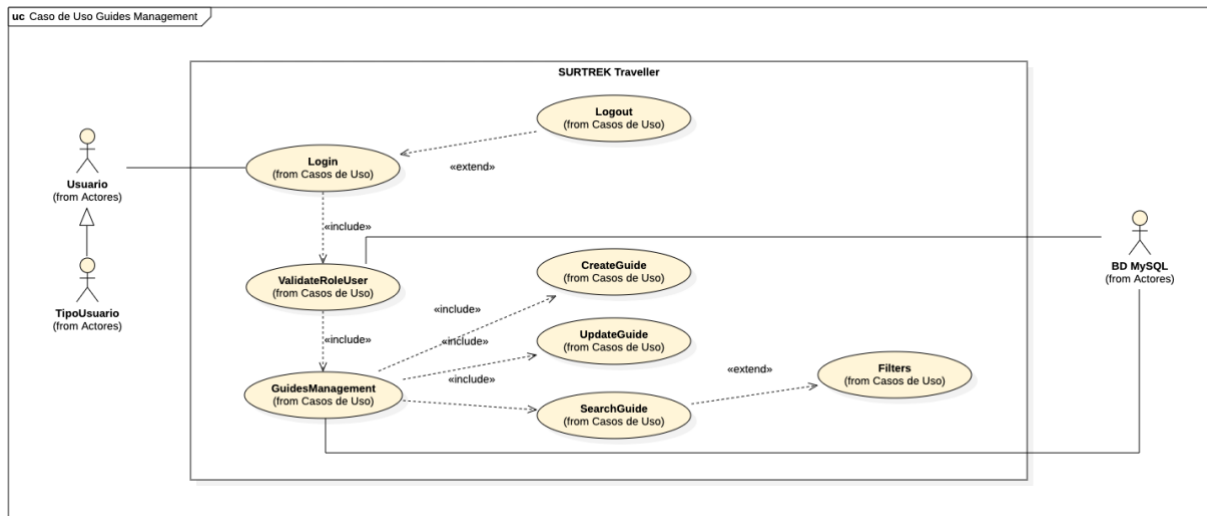 uc Caso de Uso Guides Management
SURTREK Traveller
Logout
(from Casos de Uso)
Login
(from Casos de Uso)
«extend»
Usuario
(from Actores)
«include»
BD MySQL
(from Actores)
CreateGuide
(from Casos de Uso)
ValidateRoleUser
(from Casos de Uso)
TipoUsuario
(from Actores)
«include»
«include»
«include»
UpdateGuide
(from Casos de Uso)
«include»
«extend»
Filters
(from Casos de Uso)
GuidesManagement
(from Casos de Uso)
SearchGuide
(from Casos de Uso)